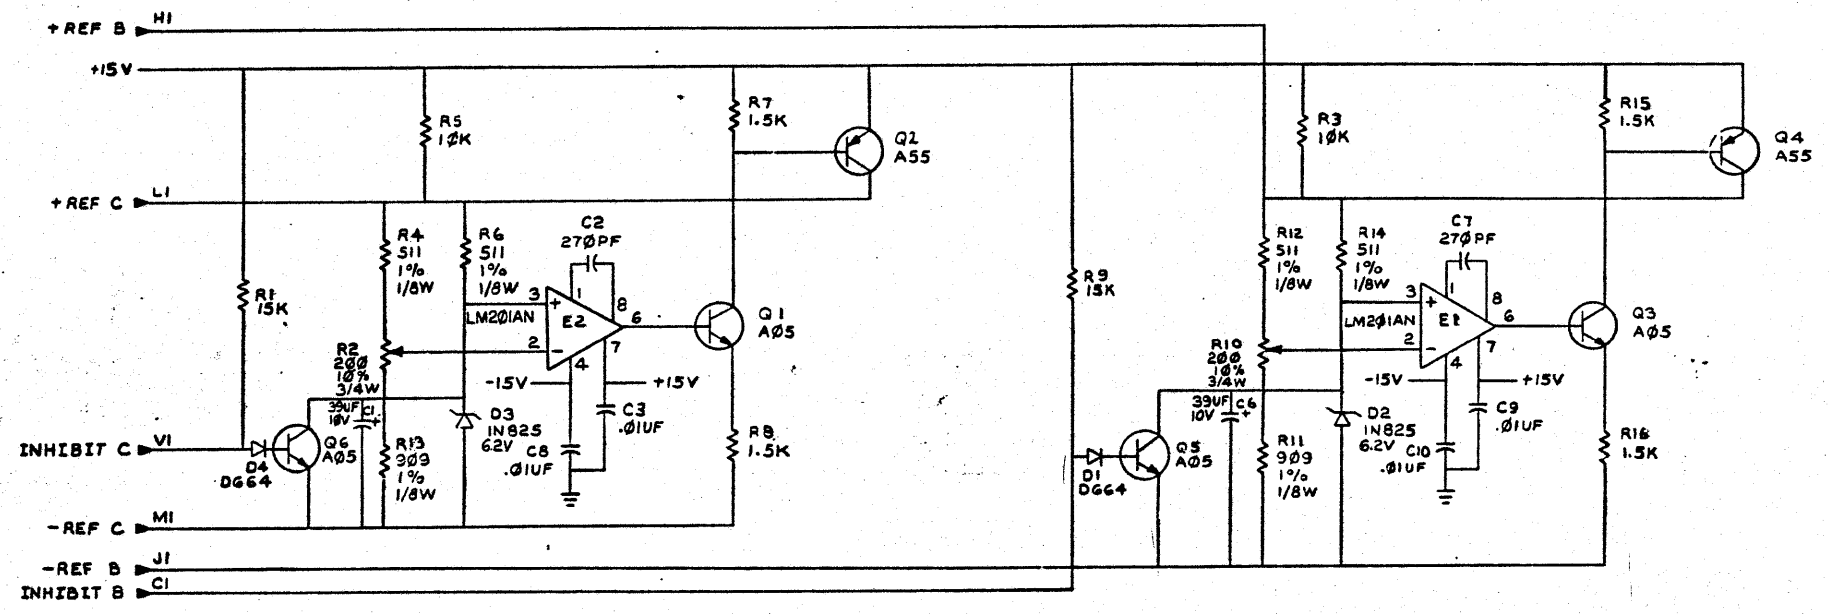 +REF B H1
+15V
R5
1ØK
R7
1.5K
Q2
A55
R3
1ØK
R15
1.5K
Q4
A55
+REF C L1
R4
511
1%
1/8W
R6
511
1%
1/8W
C2
27ØPF
R1
15K
LM2Ø1AN
3
+
1
8
E2
6
2
-
7
4
-15V
+15V
Q1
AØ5
R2
2ØØ
1Ø%
3/4W
39UF
1ØV
C1
+
D3
1N825
6.2V
C3
.Ø1UF
C8
.Ø1UF
R8
1.5K
INHIBIT C V1
D4
DG64
Q6
AØ5
R13
9Ø9
1%
1/8W
-REF C M1
-REF B J1
INHIBIT B C1
R9
15K
R12
511
1%
1/8W
R14
511
1%
1/8W
C7
27ØPF
LM2Ø1AN
3
+
1
8
E1
6
2
-
7
4
-15V
+15V
Q3
AØ5
R10
2ØØ
1Ø%
3/4W
39UF
10V
C6
+
D2
1N825
6.2V
C9
.Ø1UF
C10
.Ø1UF
R16
1.5K
D1
DG64
Q5
AØ5
R11
9Ø9
1%
1/8W